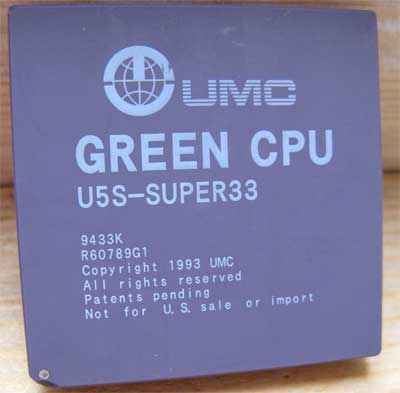 UMC
GREEN CPU
U5S-SUPER33
9433K
R60789G1
Copyright 1993 UMC
All rights reserved
Patents pending
Not for U.S. sale or import